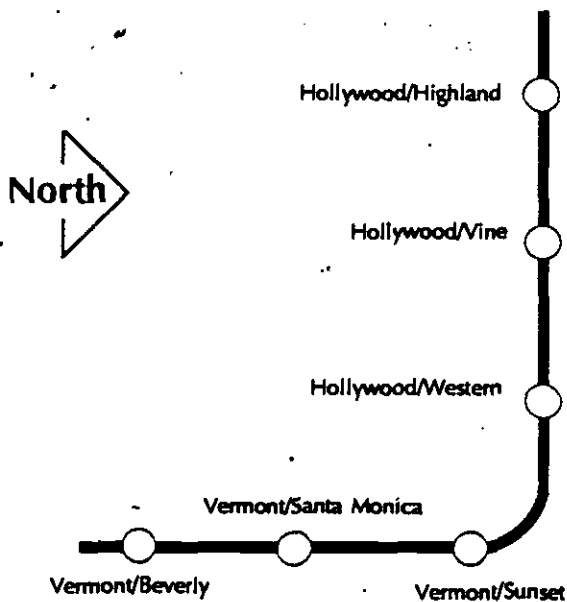 Hollywood/Highland
North
Hollywood/Vine
Hollywood/Western
Vermont/Santa Monica
Vermont/Beverly
Vermont/Sunset